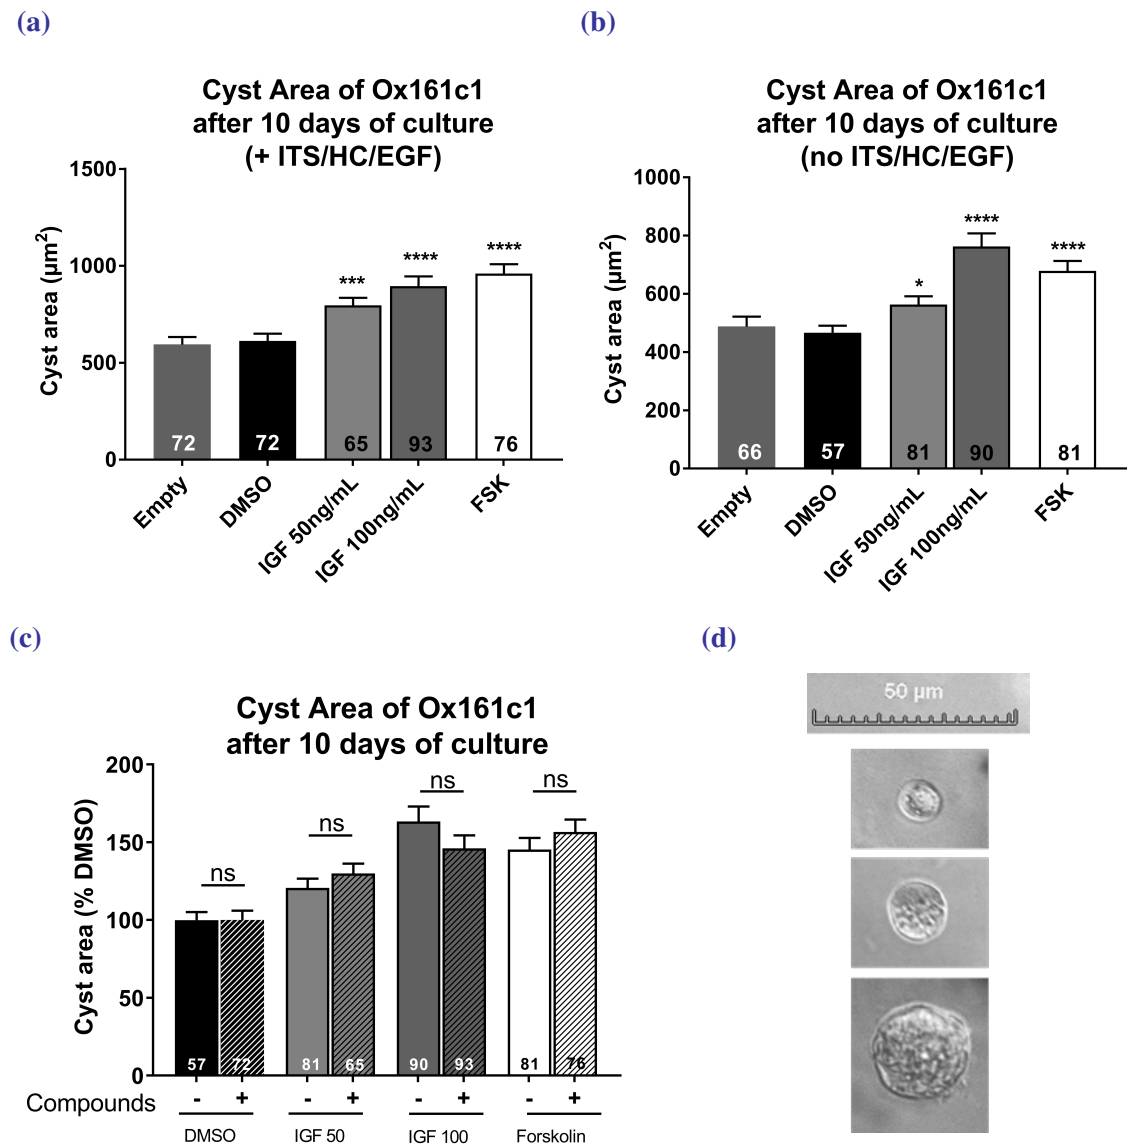 (a)
Cyst Area of Ox161c1
after 10 days of culture
(+ ITS/HC/EGF)
Cyst area (µm²)
1500
1000
500
0
***
****
****
72
72
65
93
76
Empty
DMSO
IGF 50ng/mL
IGF 100ng/mL
FSK
(b)
Cyst Area of Ox161c1
after 10 days of culture
(no ITS/HC/EGF)
Cyst area (µm²)
1000
800
600
400
200
0
*
****
****
66
57
81
90
81
Empty
DMSO
IGF 50ng/mL
IGF 100ng/mL
FSK
(c)
Cyst Area of Ox161c1
after 10 days of culture
Cyst area (% DMSO)
200
150
100
50
0
ns
ns
ns
ns
57
72
81
65
90
93
81
76
Compounds - + - + - + - +
DMSO IGF 50 IGF 100 Forskolin
(d)
50 µm